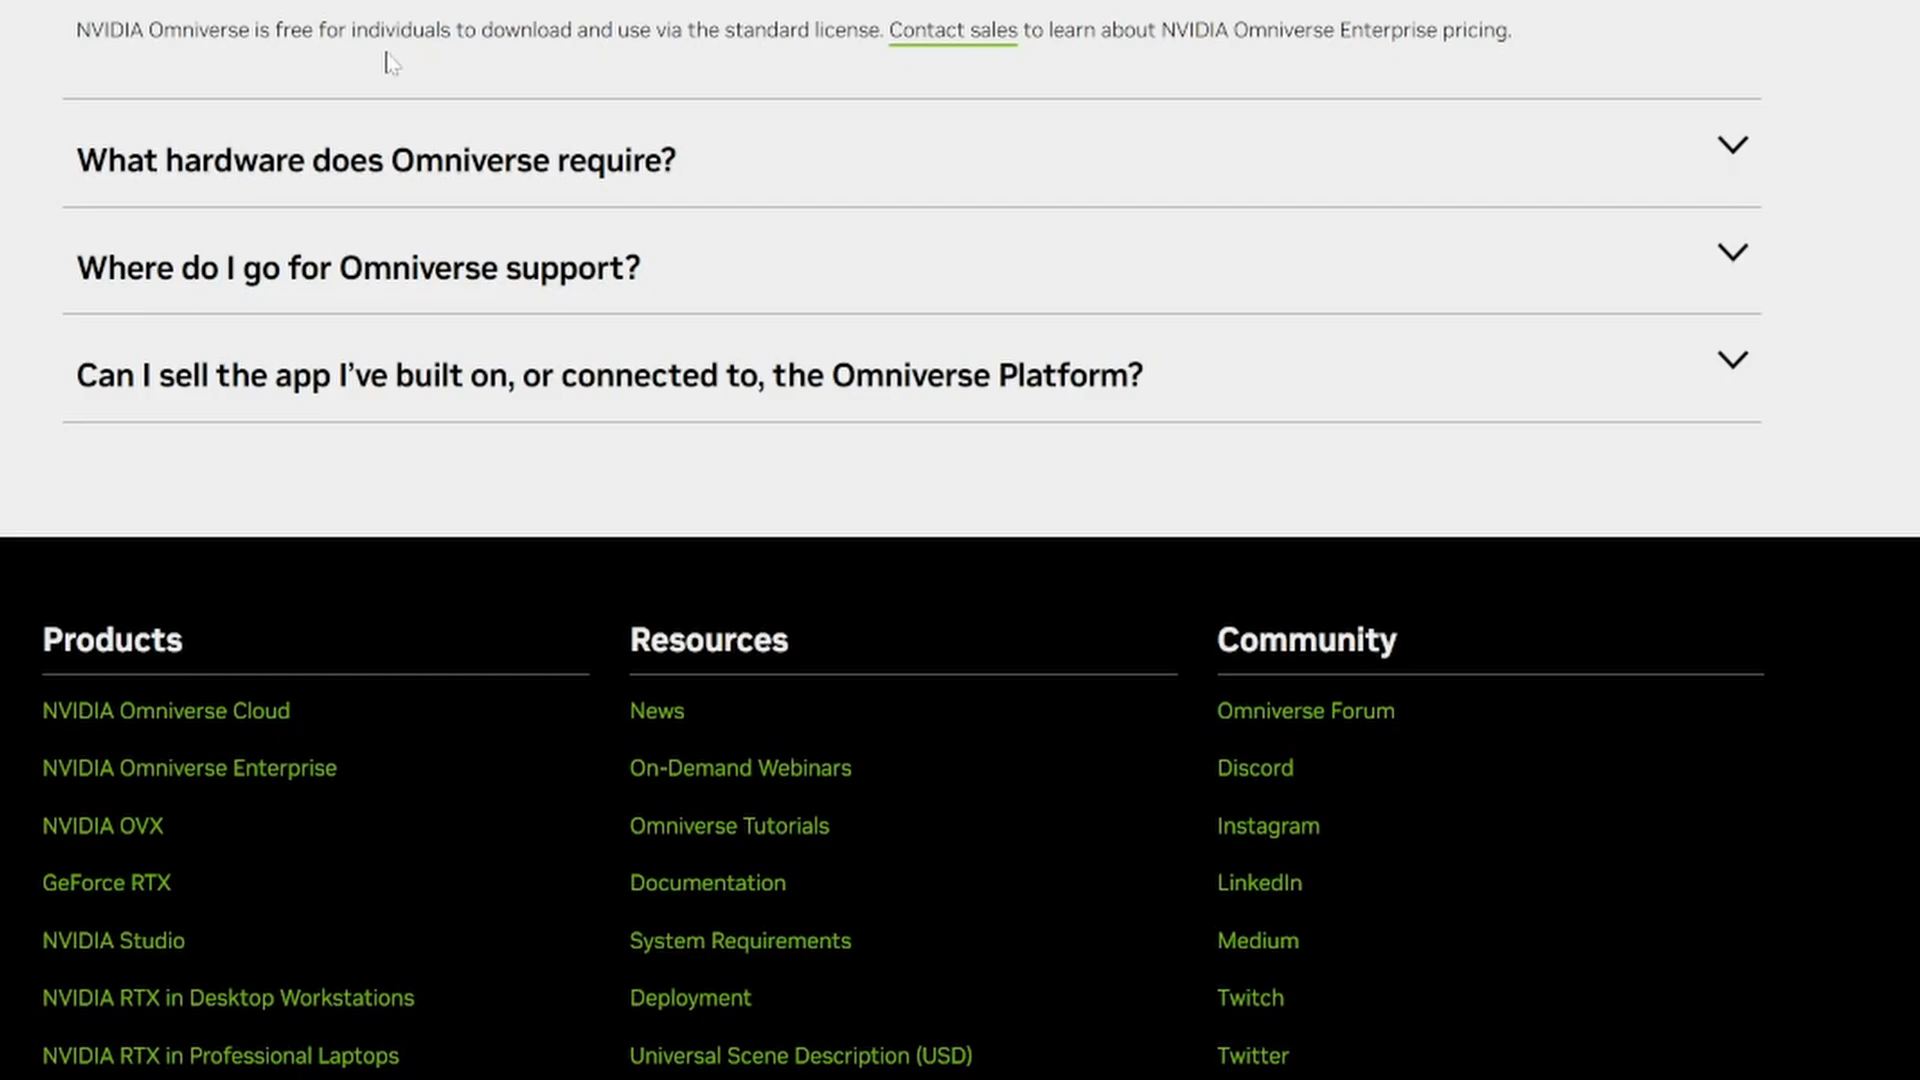 NVIDIA Omniverse is free for individuals to download and use via the standard license. Contact sales to learn about NVIDIA Omniverse Enterprise pricing.
What hardware does Omniverse require?
Where do I go for Omniverse support?
Can I sell the app I’ve built on, or connected to, the Omniverse Platform?
Products
NVIDIA Omniverse Cloud
NVIDIA Omniverse Enterprise
NVIDIA OVX
GeForce RTX
NVIDIA Studio
NVIDIA RTX in Desktop Workstations
NVIDIA RTX in Professional Laptops
Resources
News
On-Demand Webinars
Omniverse Tutorials
Documentation
System Requirements
Deployment
Universal Scene Description (USD)
Community
Omniverse Forum
Discord
Instagram
LinkedIn
Medium
Twitch
Twitter